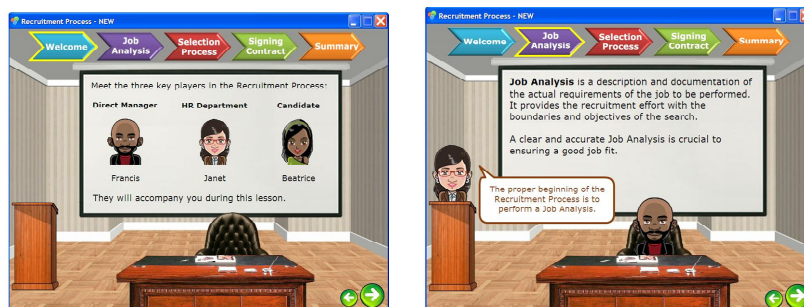 Recruitment Process - NEW
Welcome
Job
Analysis
Selection
Process
Signing
Contract
Summary
Meet the three key players in the Recruitment Process:
Direct Manager HR Department Candidate
Francis Janet Beatrice
They will accompany you during this lesson.
Recruitment Process - NEW
Welcome
Job
Analysis
Selection
Process
Signing
Contract
Summary
Job Analysis is a description and documentation of
the actual requirements of the job to be performed.
It provides the recruitment effort with the
boundaries and objectives of the search.
A clear and accurate Job Analysis is crucial to
ensuring a good job fit.
The proper beginning of the
Recruitment Process is to
perform a Job Analysis.